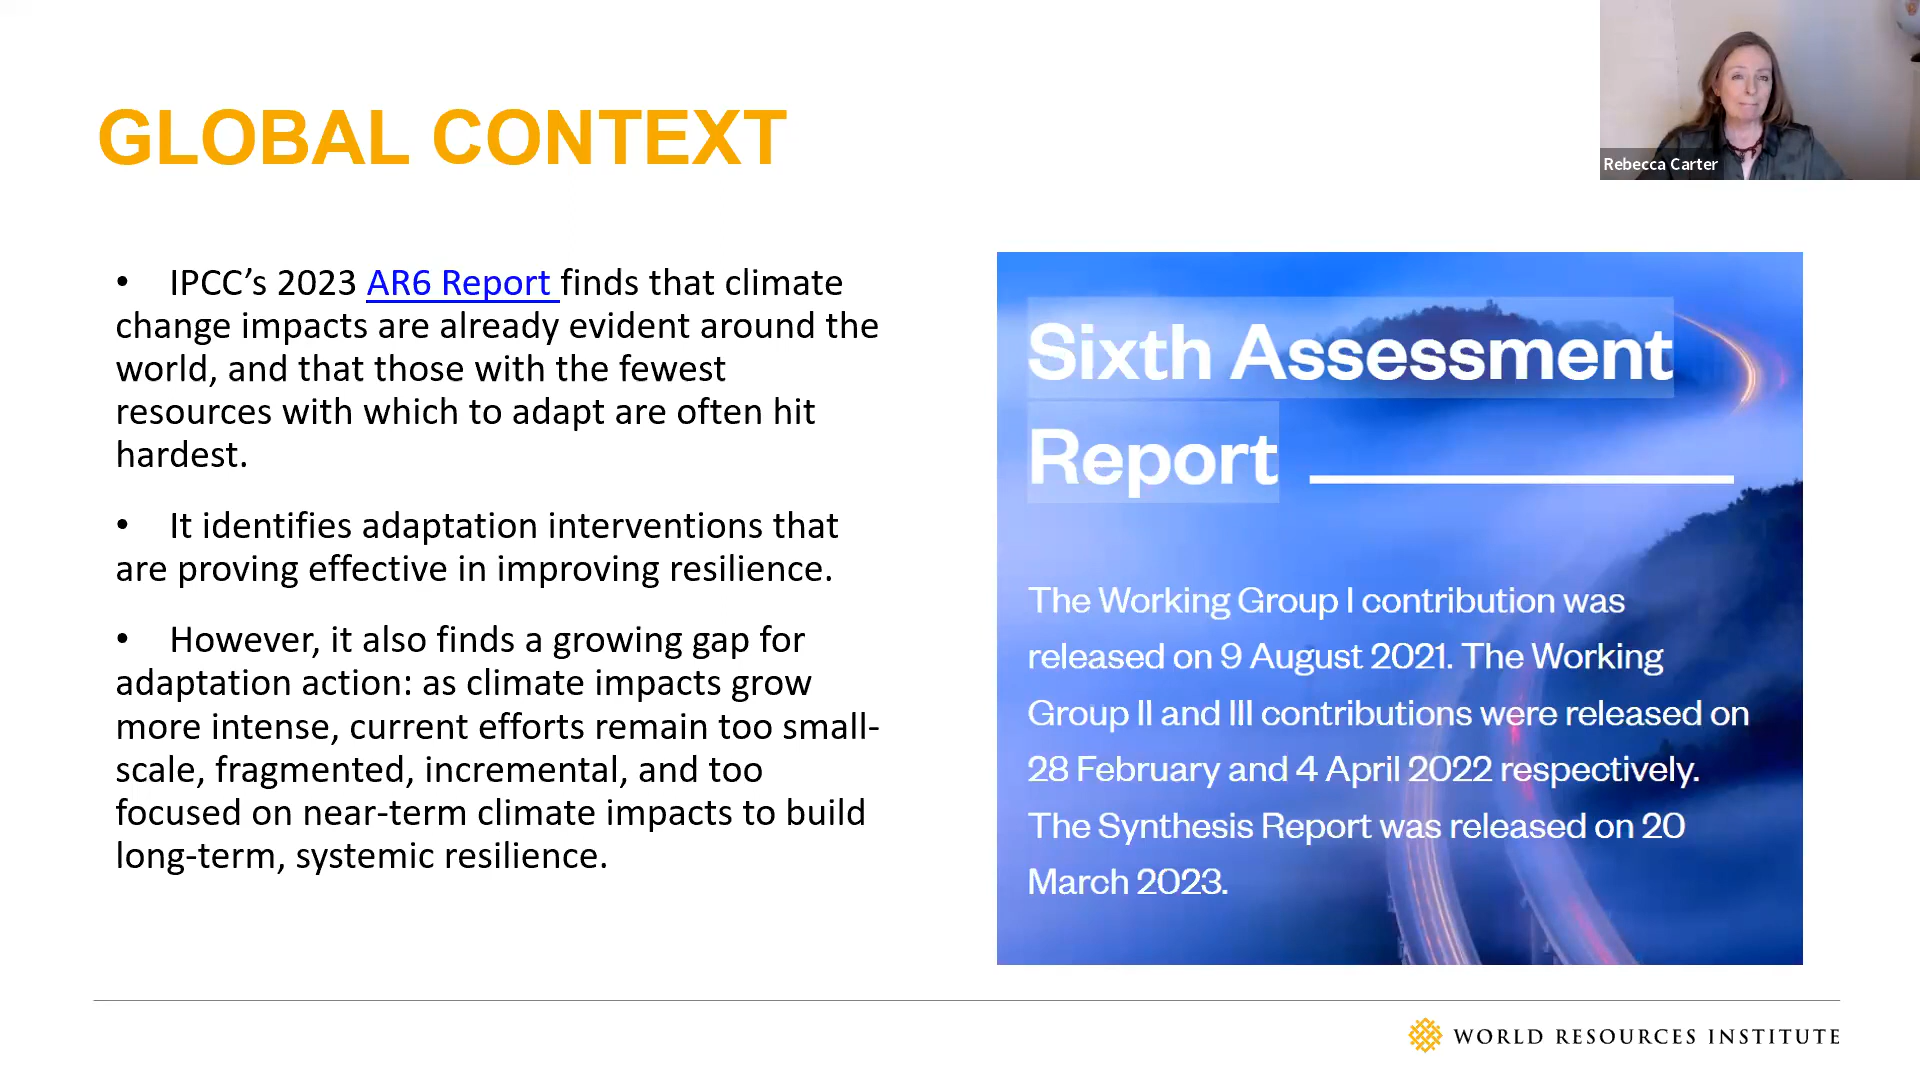 GLOBAL CONTEXT
Rebecca Carter
• IPCC’s 2023 AR6 Report finds that climate
change impacts are already evident around the
world, and that those with the fewest
resources with which to adapt are often hit
hardest.
• It identifies adaptation interventions that
are proving effective in improving resilience.
• However, it also finds a growing gap for
adaptation action: as climate impacts grow
more intense, current efforts remain too small-
scale, fragmented, incremental, and too
focused on near-term climate impacts to build
long-term, systemic resilience.
Sixth Assessment
Report
The Working Group I contribution was
released on 9 August 2021. The Working
Group II and III contributions were released on
28 February and 4 April 2022 respectively.
The Synthesis Report was released on 20
March 2023.
WORLD RESOURCES INSTITUTE